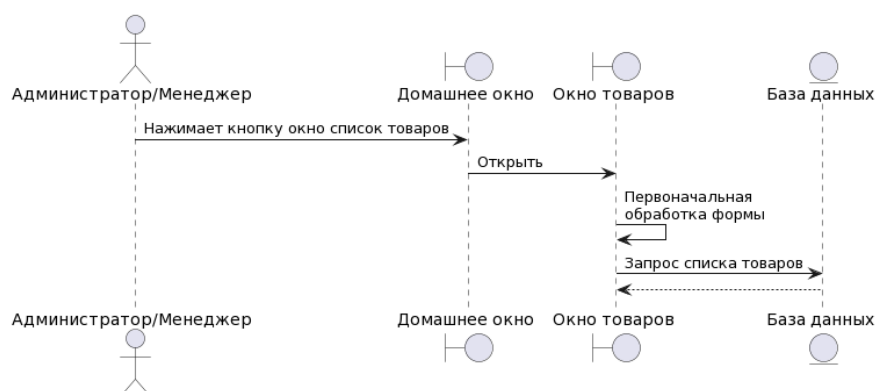 Администратор/Менеджер
Домашнее окно
Окно товаров
База данных
Нажимает кнопку окно список товаров
Открыть
Первоначальная
обработка формы
Запрос списка товаров
Администратор/Менеджер
Домашнее окно
Окно товаров
База данных